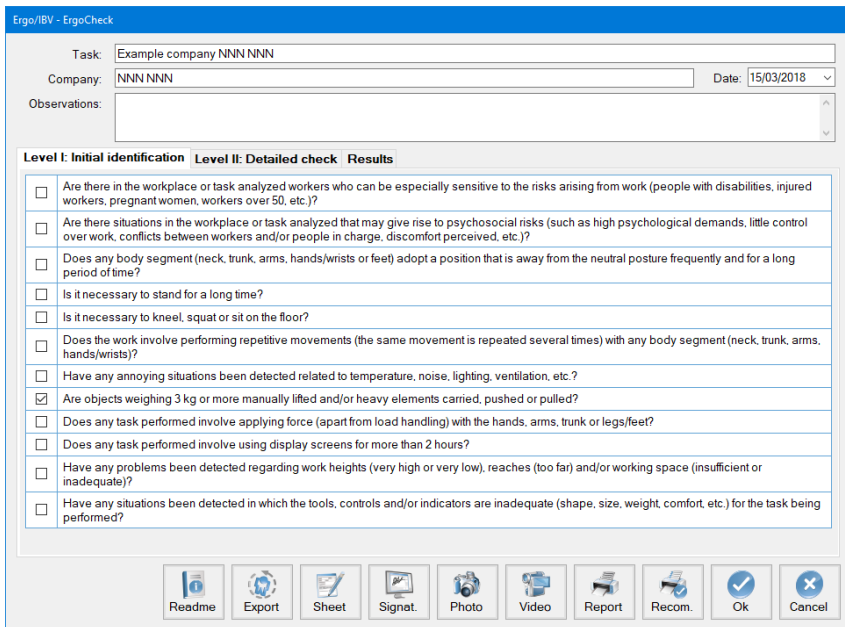 Ergo/IBV - ErgoCheck
Task: Example company NNN NNN
Company: NNN NNN Date: 15/03/2018
Observations:
Level I: Initial identification Level II: Detailed check Results
Are there in the workplace or task analyzed workers who can be especially sensitive to the risks arising from work (people with disabilities, injured
workers, pregnant women, workers over 50, etc.)?
Are there situations in the workplace or task analyzed that may give rise to psychosocial risks (such as high psychological demands, little control
over work, conflicts between workers and/or people in charge, discomfort perceived, etc.)?
Does any body segment (neck, trunk, arms, hands/wrists or feet) adopt a position that is away from the neutral posture frequently and for a long
period of time?
Is it necessary to stand for a long time?
Is it necessary to kneel, squat or sit on the floor?
Does the work involve performing repetitive movements (the same movement is repeated several times) with any body segment (neck, trunk, arms,
hands/wrists)?
Have any annoying situations been detected related to temperature, noise, lighting, ventilation, etc.?
Are objects weighing 3 kg or more manually lifted and/or heavy elements carried, pushed or pulled?
Does any task performed involve applying force (apart from load handling) with the hands, arms, trunk or legs/feet?
Does any task performed involve using display screens for more than 2 hours?
Have any problems been detected regarding work heights (very high or very low), reaches (too far) and/or working space (insufficient or
inadequate)?
Have any situations been detected in which the tools, controls and/or indicators are inadequate (shape, size, weight, comfort, etc.) for the task being
performed?
Readme Export Sheet Signat. Photo Video Report Recom. Ok Cancel